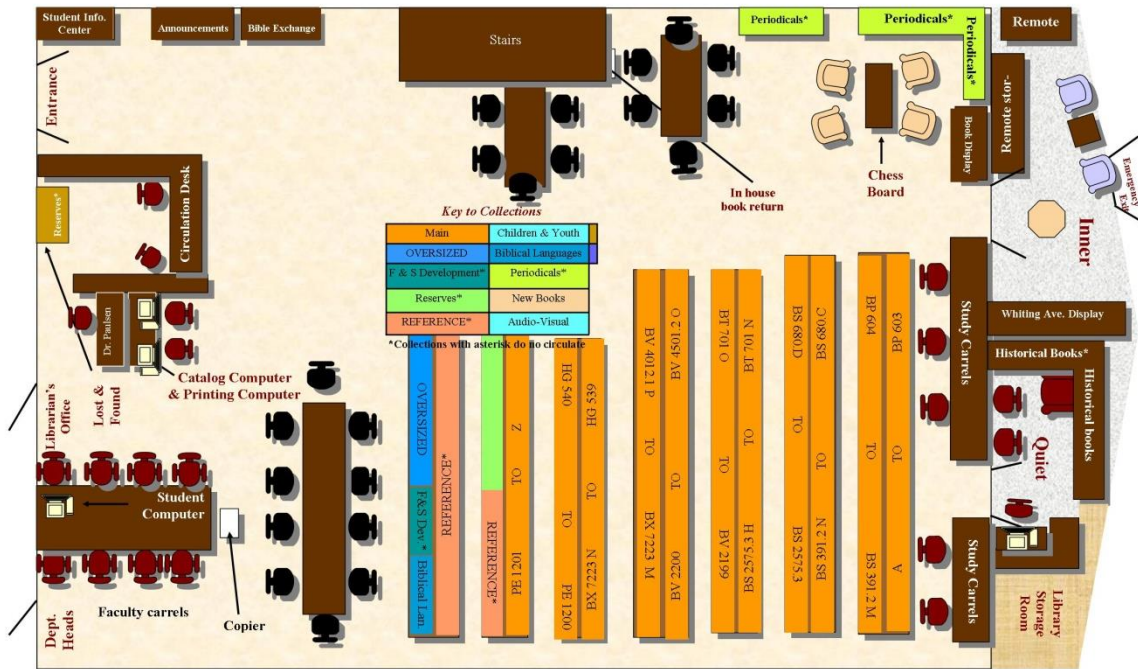 Student Info.
Center
Announcements
Bible Exchange
Stairs
Periodicals*
Periodicals*
Periodicals*
Remote
Entrance
Remote stor-
Book Display
Emergency
Exit
Inner
Chess
Board
In house
book return
Circulation Desk
Reserves*
Key to Collections
Main
Children & Youth
OVERSIZED
Biblical Languages
F & S Development*
Periodicals*
Reserves*
New Books
REFERENCE*
Audio-Visual
*Collections with asterisk do no circulate
Dr. Paulsen
Catalog Computer
& Printing Computer
Librarian's
Office
Lost &
Found
Student
Computer
Faculty carrels
Copier
Dept.
Heads
OVERSIZED
F&S Dev.*
Biblical Lan.
REFERENCE*
REFERENCE*
PE 1201 TO Z
PE 1200 TO HG 540
BX 7223 N TO HG 539
BX 7223 M TO BV 4012.1 P
BV 2200 TO BV 4501.2 O
BV 2199 TO BT 701 O
BS 2575.3 H TO BT 701 N
BS 2575.3 TO BS 680.D
BS 391.2 N TO BS 680.C
BS 391.2 M TO BP 604
A TO BP 603
Study Carrels
Study Carrels
Whiting Ave. Display
Historical Books*
Historical books
Quiet
Library
Storage
Room